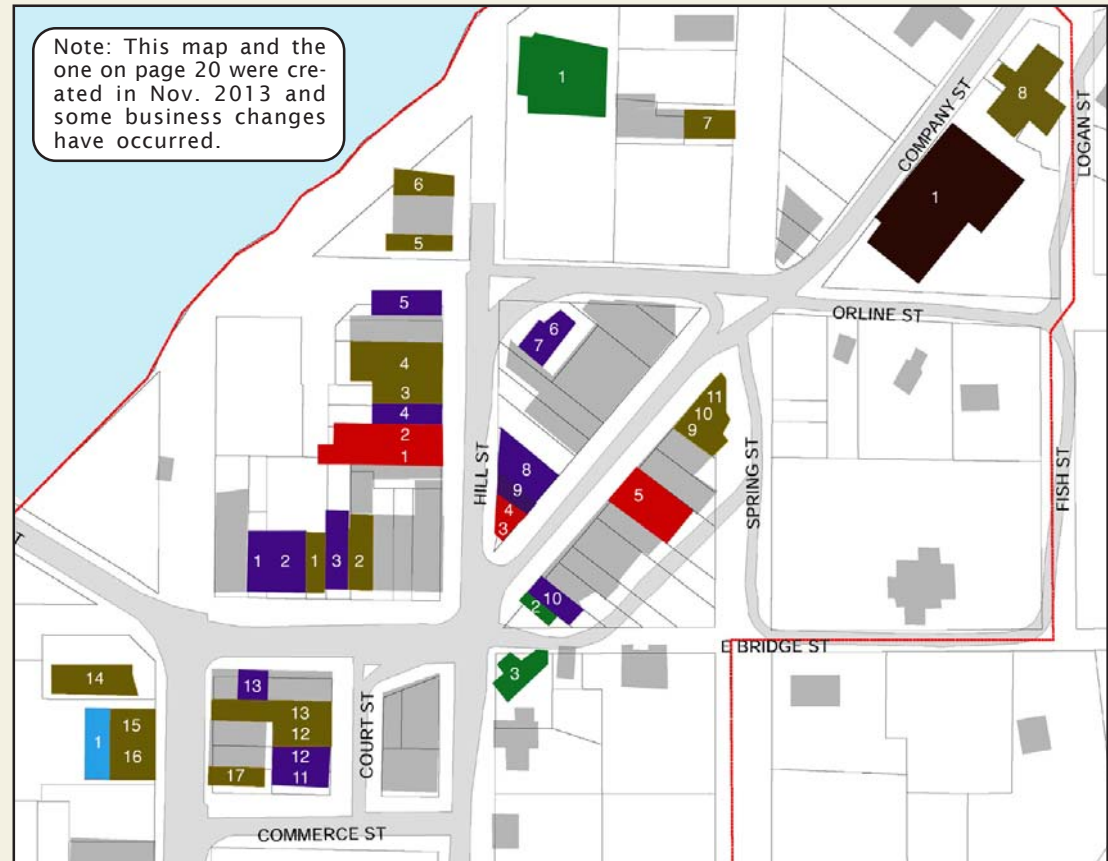 Note: This map and the
one on page 20 were cre-
ated in Nov. 2013 and
some business changes
have occurred.
1
7
8
COMPANY ST
LOGAN ST
1
6
5
5
ORLINE ST
6
7
4
3
4
2
1
HILL ST
11
10
9
8
9
4
3
5
SPRING ST
FISH ST
1 2 1 3 2
10
2
T
E BRIDGE ST
3
14
13
13
12
15
16
1
12
11
17
COURT ST
COMMERCE ST